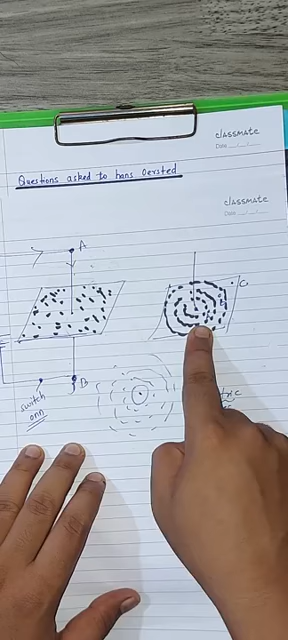 classmate
Date
Questions asked to hans Oersted
classmate
Date
A
C
B
switch
onn